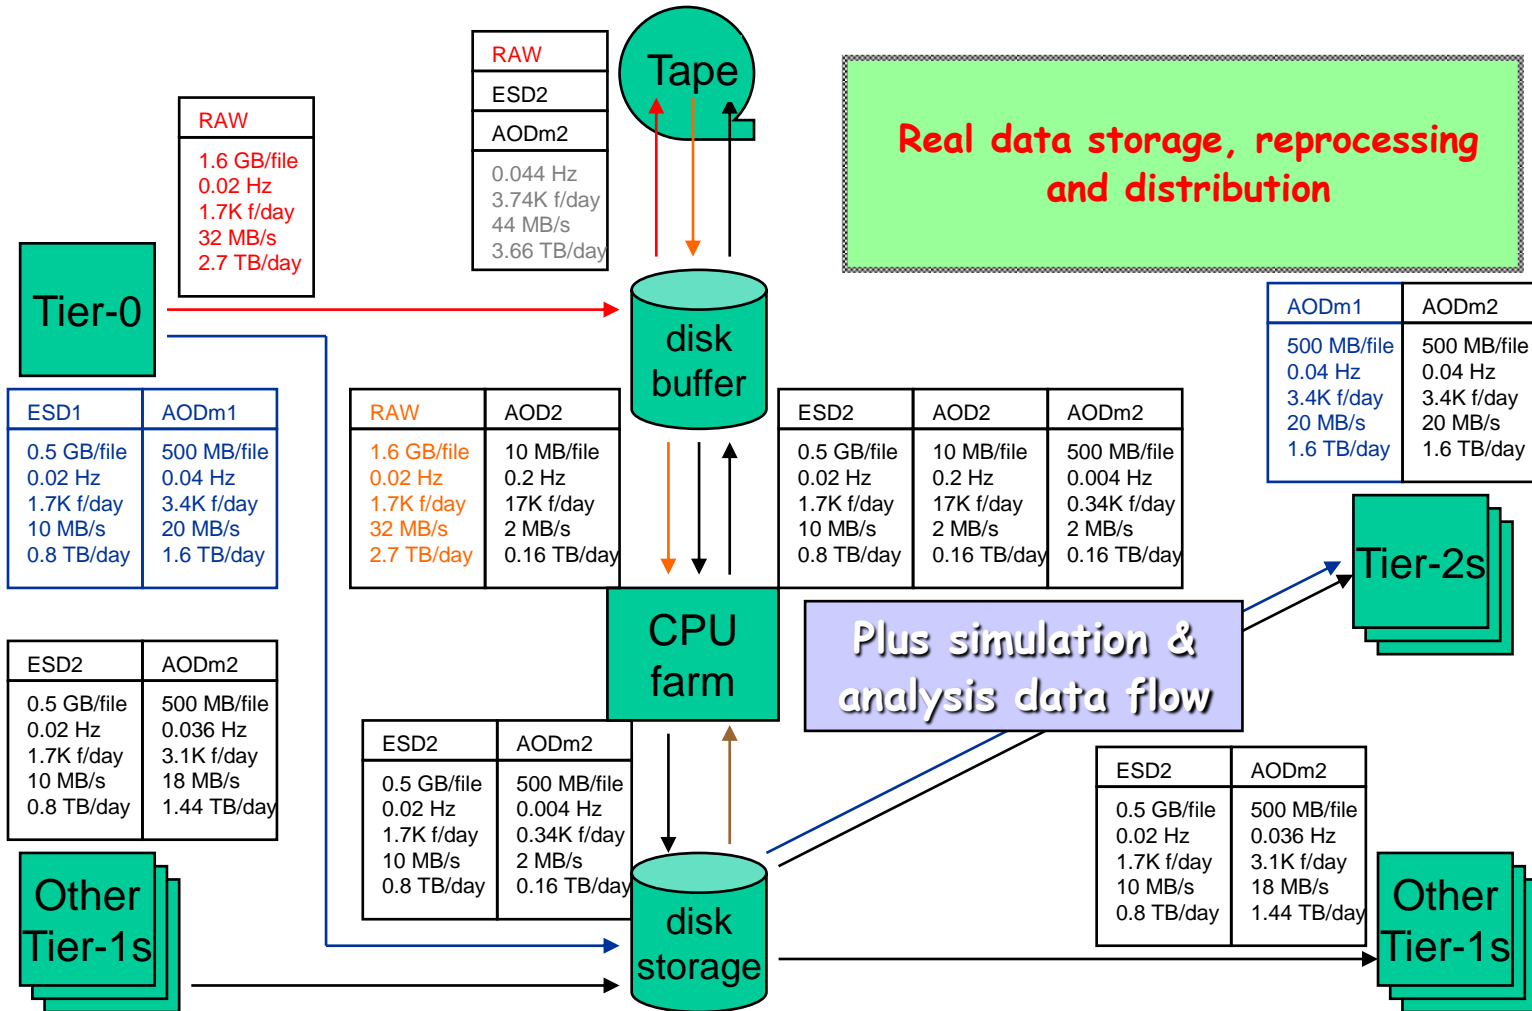 RAW
ESD2
AODm2
0.044 Hz
3.74K f/day
44 MB/s
3.66 TB/day
Tape
Real data storage, reprocessing
and distribution
RAW
1.6 GB/file
0.02 Hz
1.7K f/day
32 MB/s
2.7 TB/day
Tier-0
disk
buffer
AODm1
500 MB/file
0.04 Hz
3.4K f/day
20 MB/s
1.6 TB/day
AODm2
500 MB/file
0.04 Hz
3.4K f/day
20 MB/s
1.6 TB/day
ESD1
0.5 GB/file
0.02 Hz
1.7K f/day
10 MB/s
0.8 TB/day
AODm1
500 MB/file
0.04 Hz
3.4K f/day
20 MB/s
1.6 TB/day
RAW
1.6 GB/file
0.02 Hz
1.7K f/day
32 MB/s
2.7 TB/day
AOD2
10 MB/file
0.2 Hz
17K f/day
2 MB/s
0.16 TB/day
ESD2
0.5 GB/file
0.02 Hz
1.7K f/day
10 MB/s
0.8 TB/day
AOD2
10 MB/file
0.2 Hz
17K f/day
2 MB/s
0.16 TB/day
AODm2
500 MB/file
0.004 Hz
0.34K f/day
2 MB/s
0.16 TB/day
Tier-2s
CPU
farm
Plus simulation &
analysis data flow
ESD2
0.5 GB/file
0.02 Hz
1.7K f/day
10 MB/s
0.8 TB/day
AODm2
500 MB/file
0.036 Hz
3.1K f/day
18 MB/s
1.44 TB/day
ESD2
0.5 GB/file
0.02 Hz
1.7K f/day
10 MB/s
0.8 TB/day
AODm2
500 MB/file
0.004 Hz
0.34K f/day
2 MB/s
0.16 TB/day
ESD2
0.5 GB/file
0.02 Hz
1.7K f/day
10 MB/s
0.8 TB/day
AODm2
500 MB/file
0.036 Hz
3.1K f/day
18 MB/s
1.44 TB/day
Other
Tier-1s
disk
storage
Other
Tier-1s